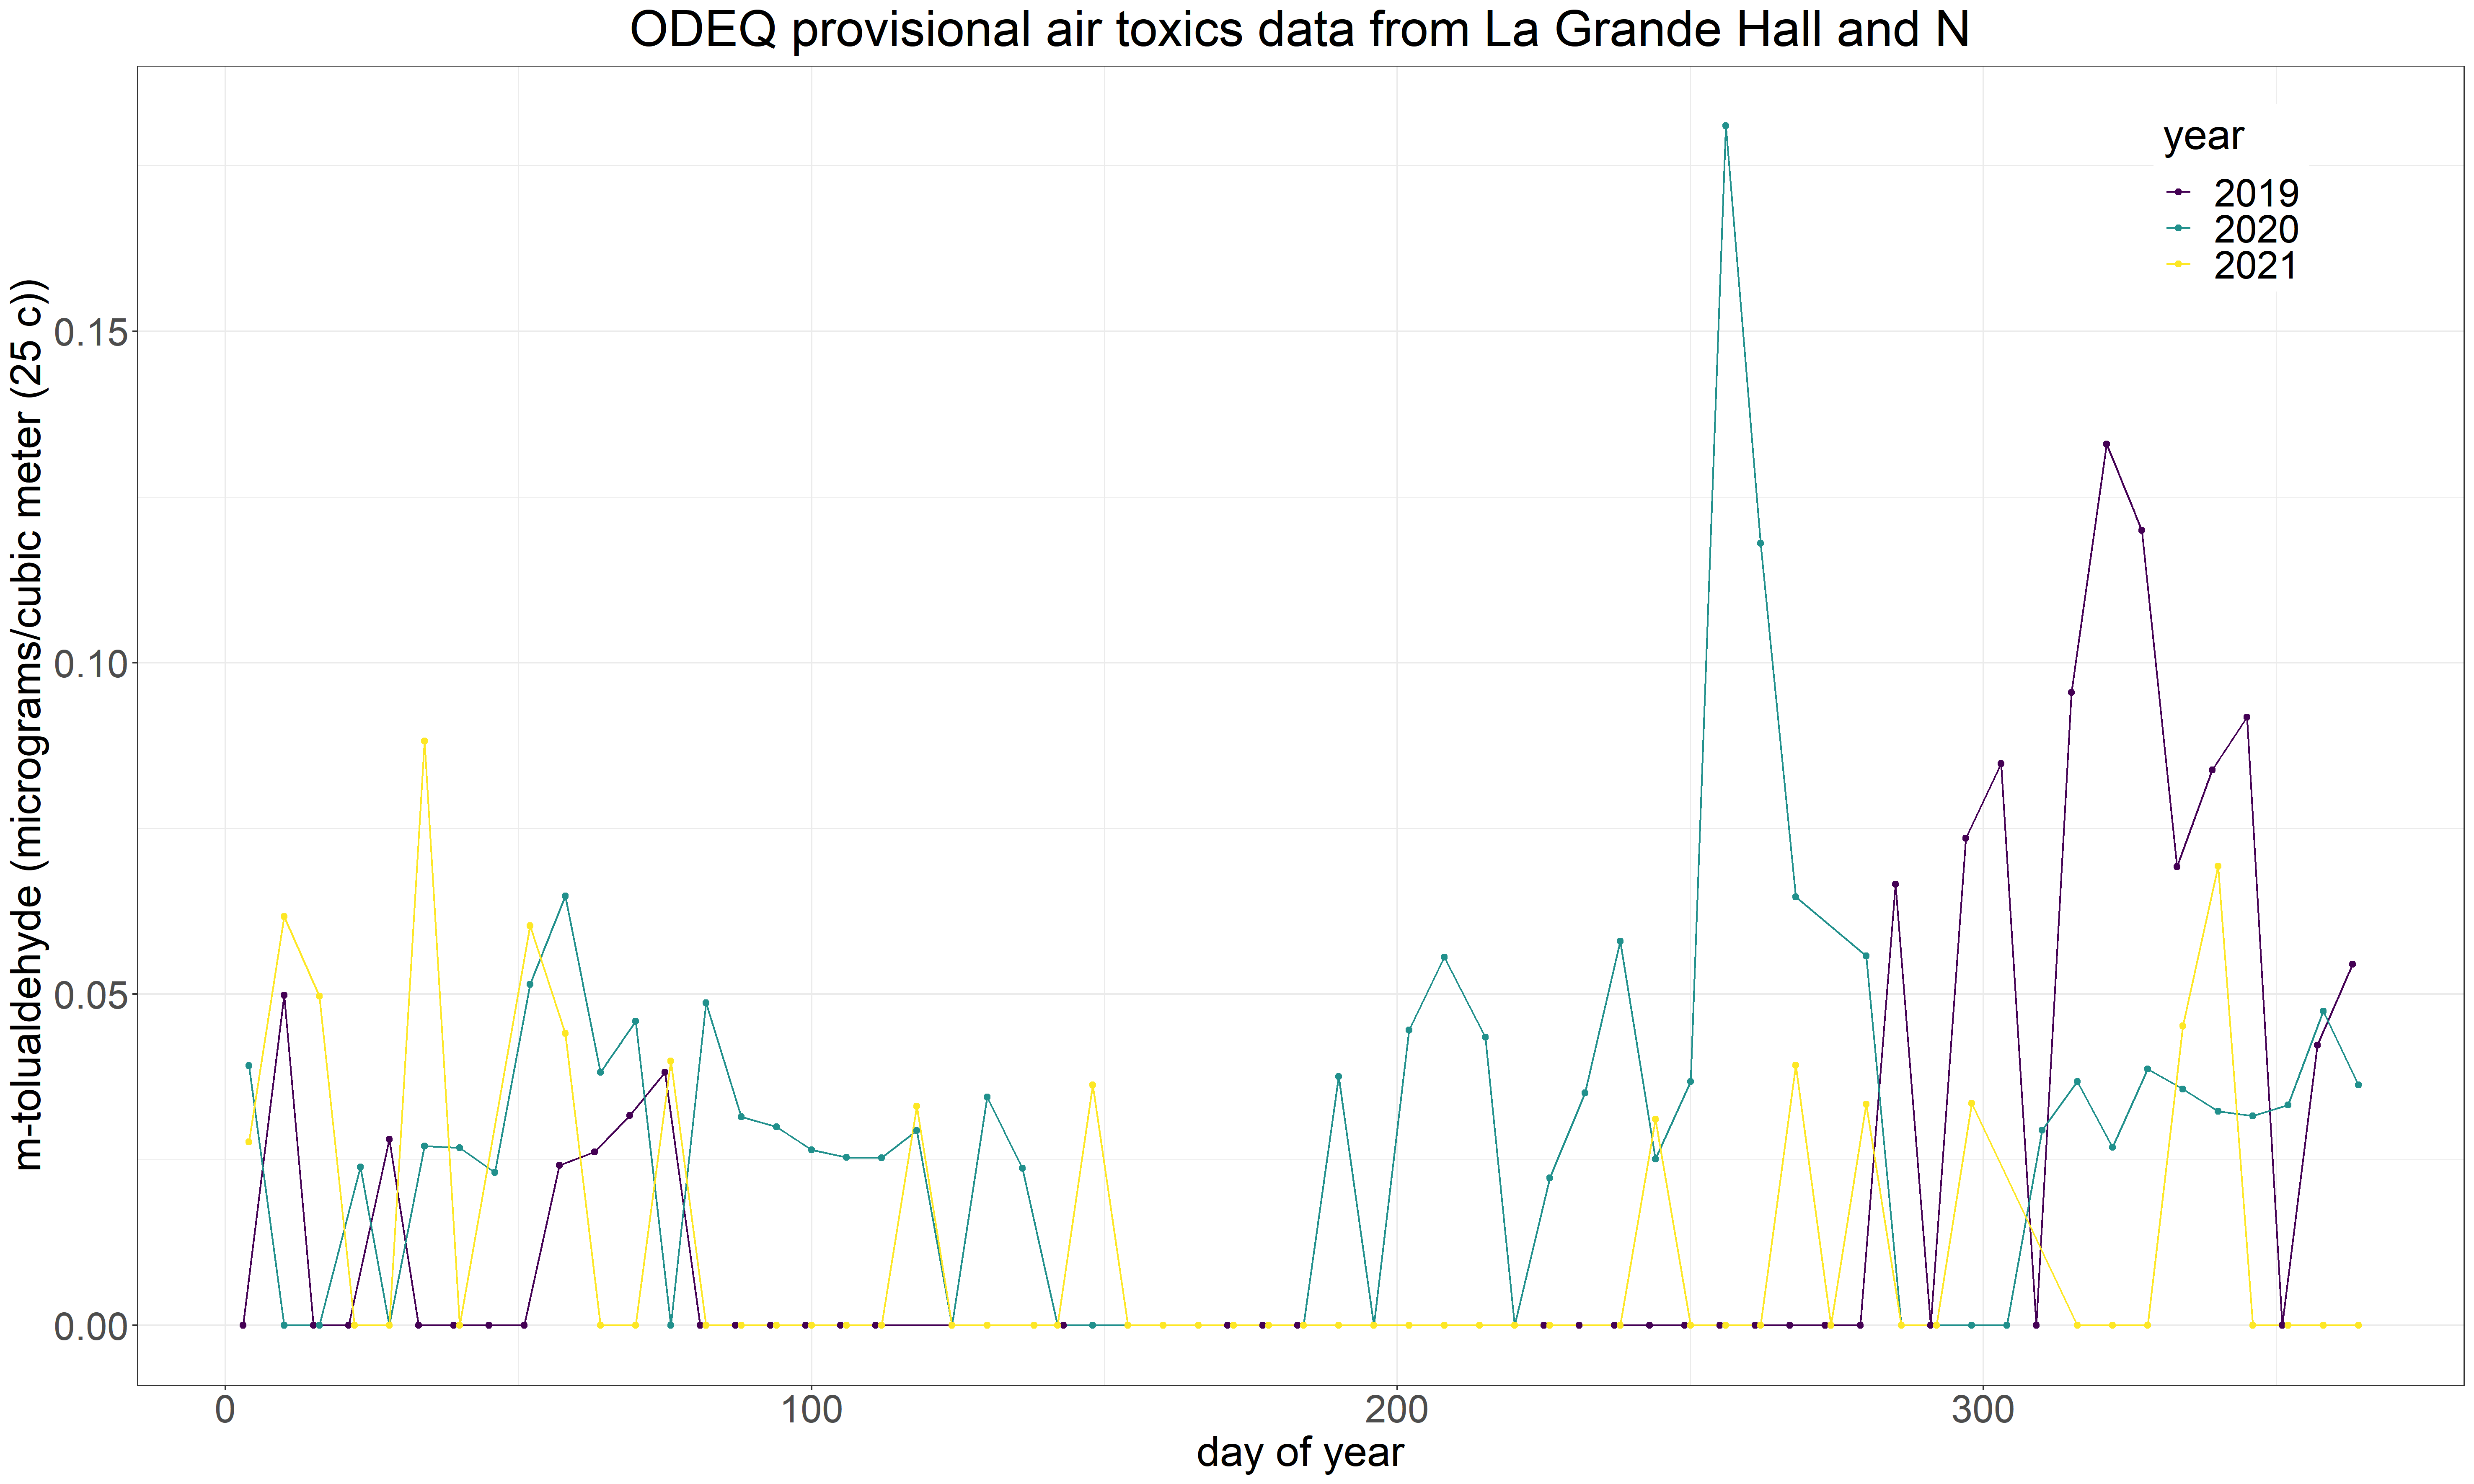 ODEQ provisional air toxics data from La Grande Hall and N
year
2019
2020
2021
m-tolualdehyde (micrograms/cubic meter (25 c))
0.15
0.10
0.05
0.00
0
100
200
300
day of year